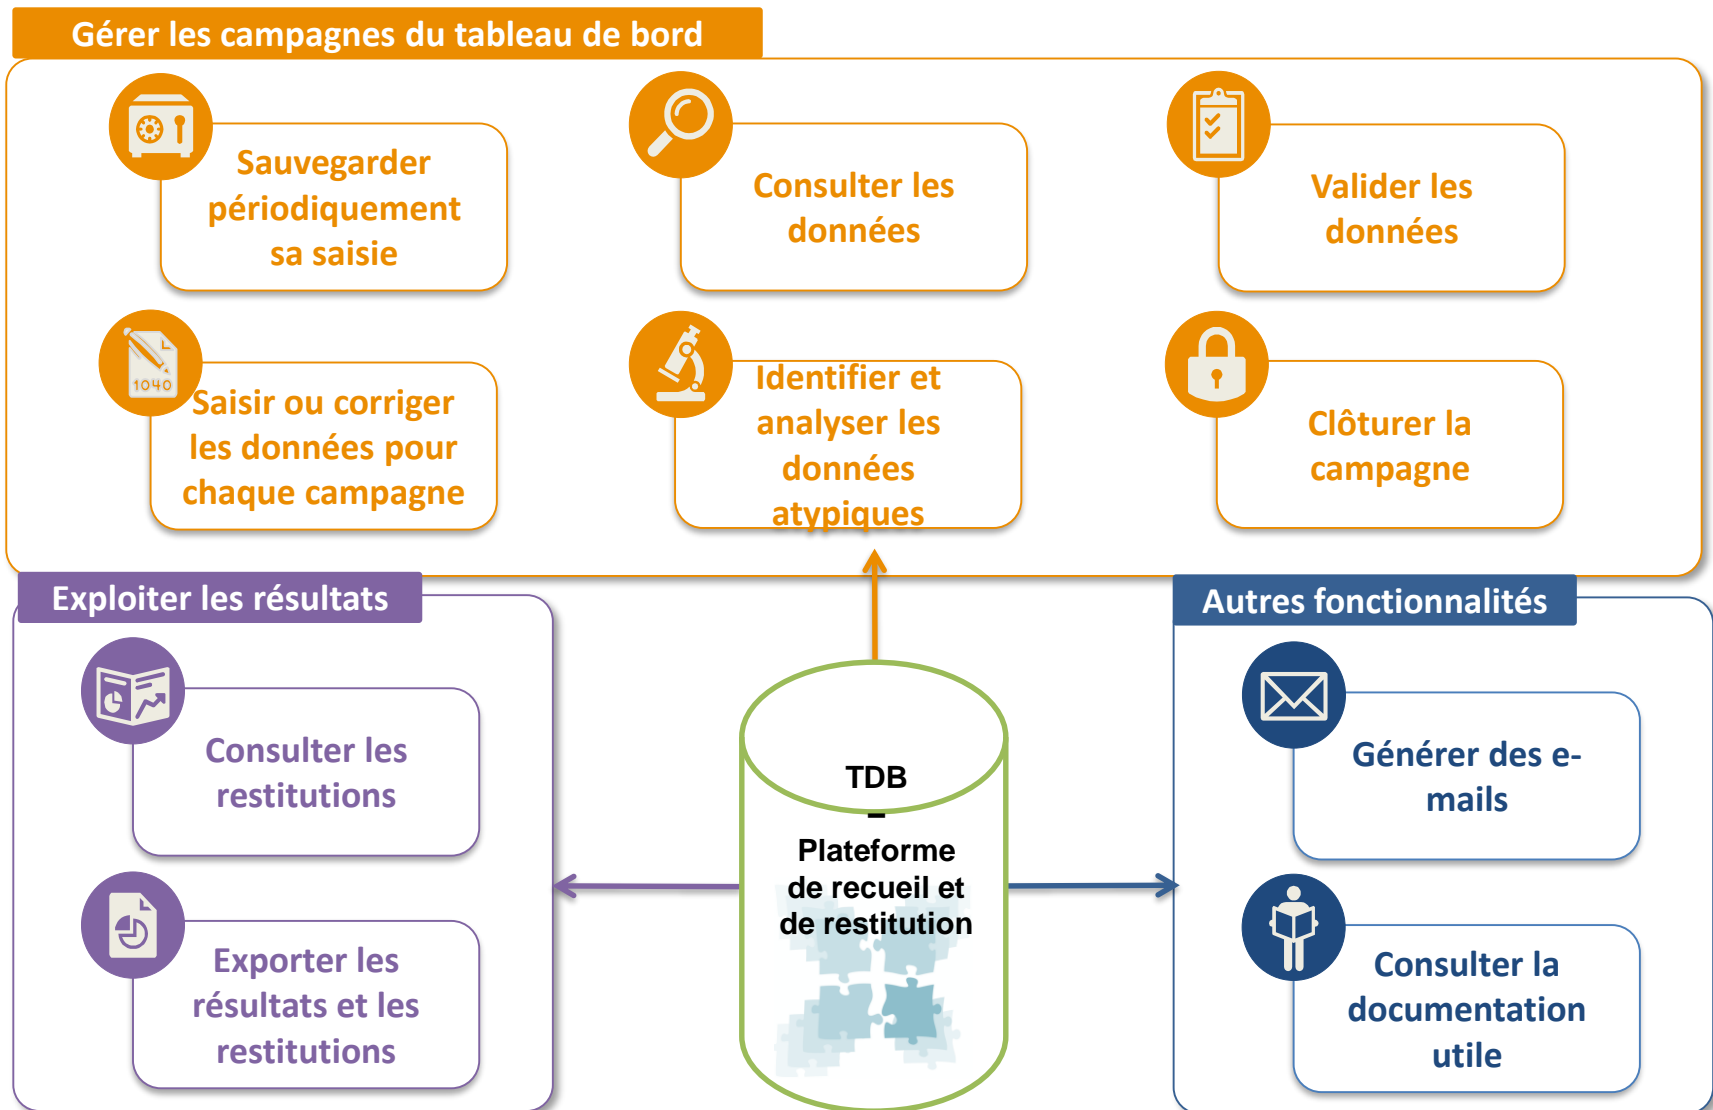 Gérer les campagnes du tableau de bord
Sauvegarder
périodiquement
sa saisie
Consulter les
données
Valider les
données
1040
Saisir ou corriger
les données pour
chaque campagne
Identifier et
analyser les
données
atypiques
Clôturer la
campagne
Exploiter les résultats
Consulter les
restitutions
Exporter les
résultats et les
restitutions
TDB
–
Plateforme
de recueil et
de restitution
Autres fonctionnalités
Générer des e-
mails
Consulter la
documentation
utile